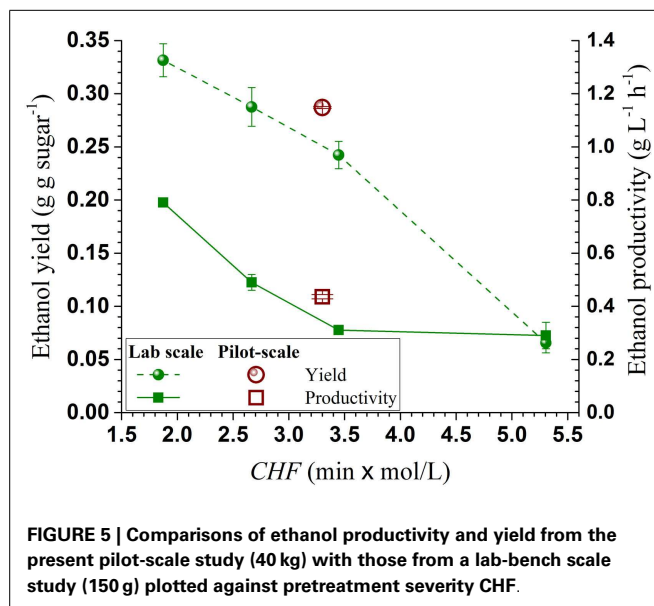 0.35
0.30
0.25
0.20
0.15
0.10
0.05
0.00
Ethanol yield (g g sugar⁻¹)
1.4
1.2
1.0
0.8
0.6
0.4
0.2
0.0
Ethanol productivity (g L⁻¹ h⁻¹)
Lab scale Pilot-scale
Yield
Productivity
1.5 2.0 2.5 3.0 3.5 4.0 4.5 5.0 5.5
CHF (min x mol/L)
FIGURE 5 | Comparisons of ethanol productivity and yield from the
present pilot-scale study (40 kg) with those from a lab-bench scale
study (150 g) plotted against pretreatment severity CHF.